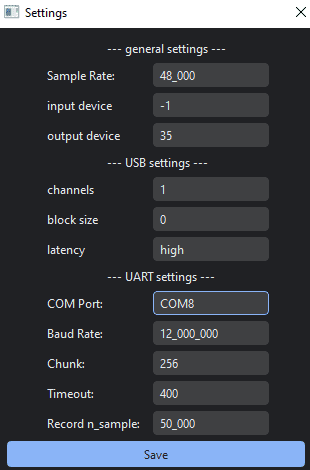 Settings
--- general settings ---
Sample Rate: 48_000
input device -1
output device 35
--- USB settings ---
channels 1
block size 0
latency high
--- UART settings ---
COM Port: COM8
Baud Rate: 12_000_000
Chunk: 256
Timeout: 400
Record n_sample: 50_000
Save